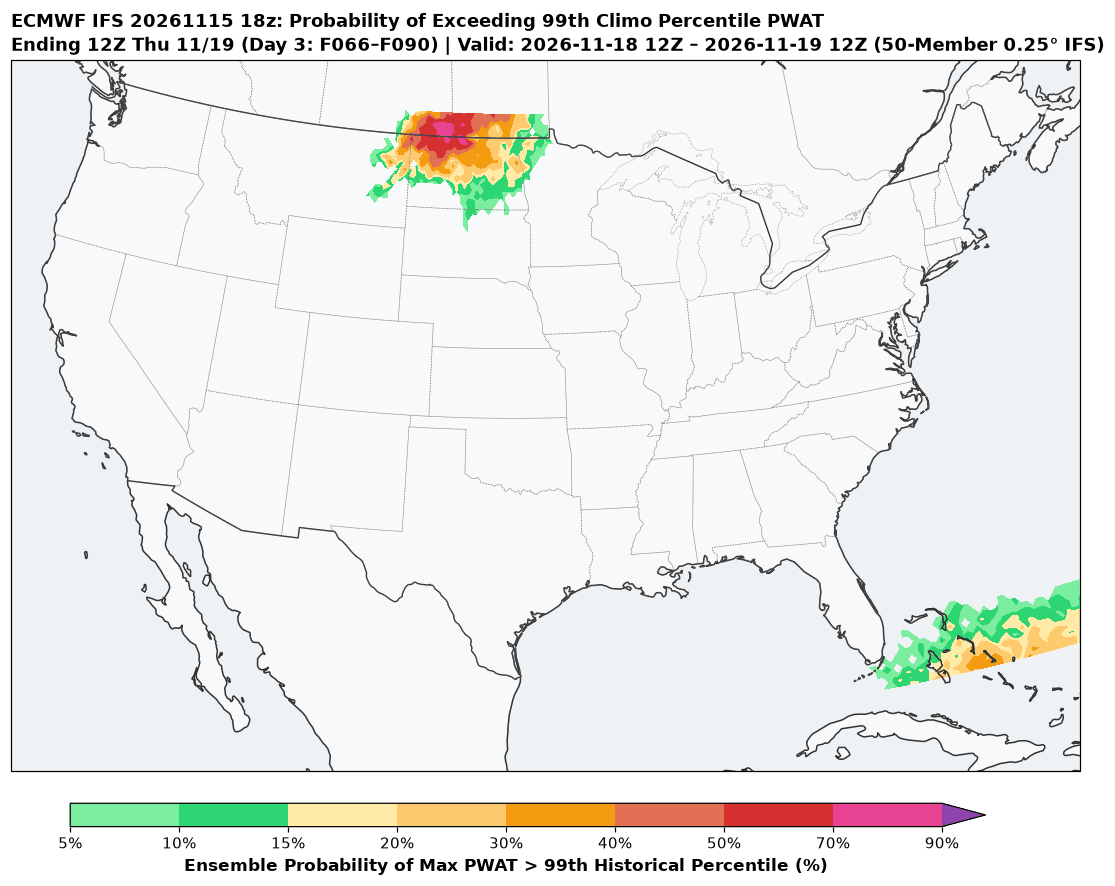 ECMWF IFS 20261115 18z: Probability of Exceeding 99th Climo Percentile PWAT
Ending 12Z Thu 11/19 (Day 3: F066–F090) | Valid: 2026-11-18 12Z – 2026-11-19 12Z (50-Member 0.25° IFS)
5% 10% 15% 20% 30% 40% 50% 70% 90%
Ensemble Probability of Max PWAT > 99th Historical Percentile (%)